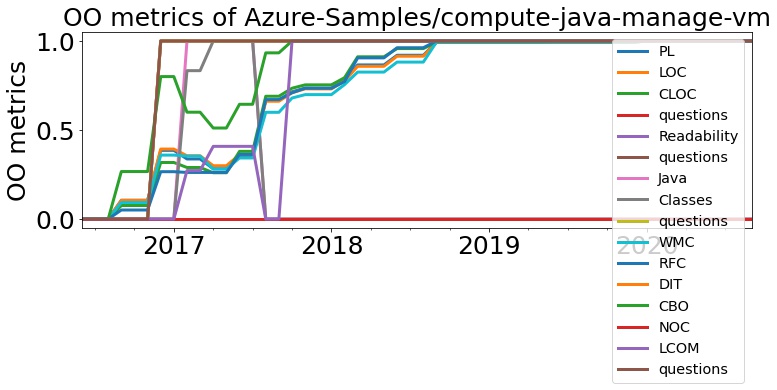 OO metrics of Azure-Samples/compute-java-manage-vm
OO metrics
1.0
0.5
0.0
2017
2018
2019
2020
PL
LOC
CLOC
questions
Readability
questions
Java
Classes
questions
WMC
RFC
DIT
CBO
NOC
LCOM
questions